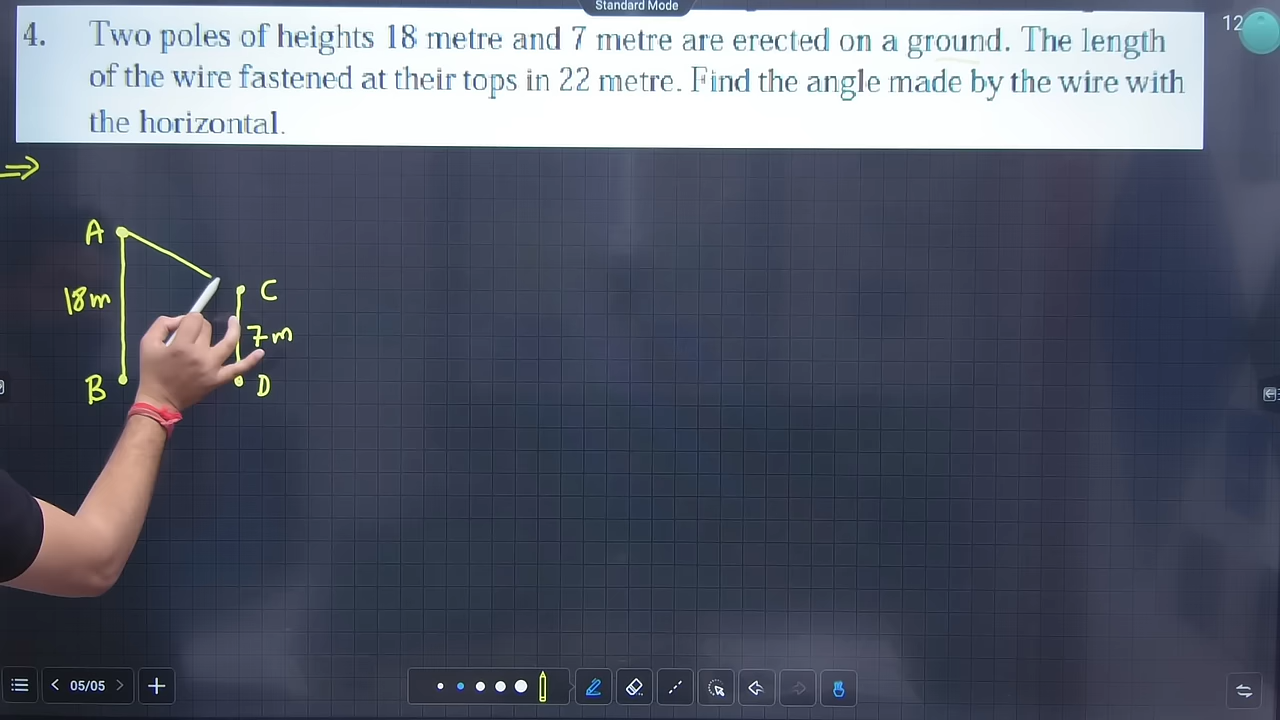 Standard Mode
12
4. Two poles of heights 18 metre and 7 metre are erected on a ground. The length
of the wire fastened at their tops in 22 metre. Find the angle made by the wire with
the horizontal.
⇒
A
18m
C
7m
B
D
05/05